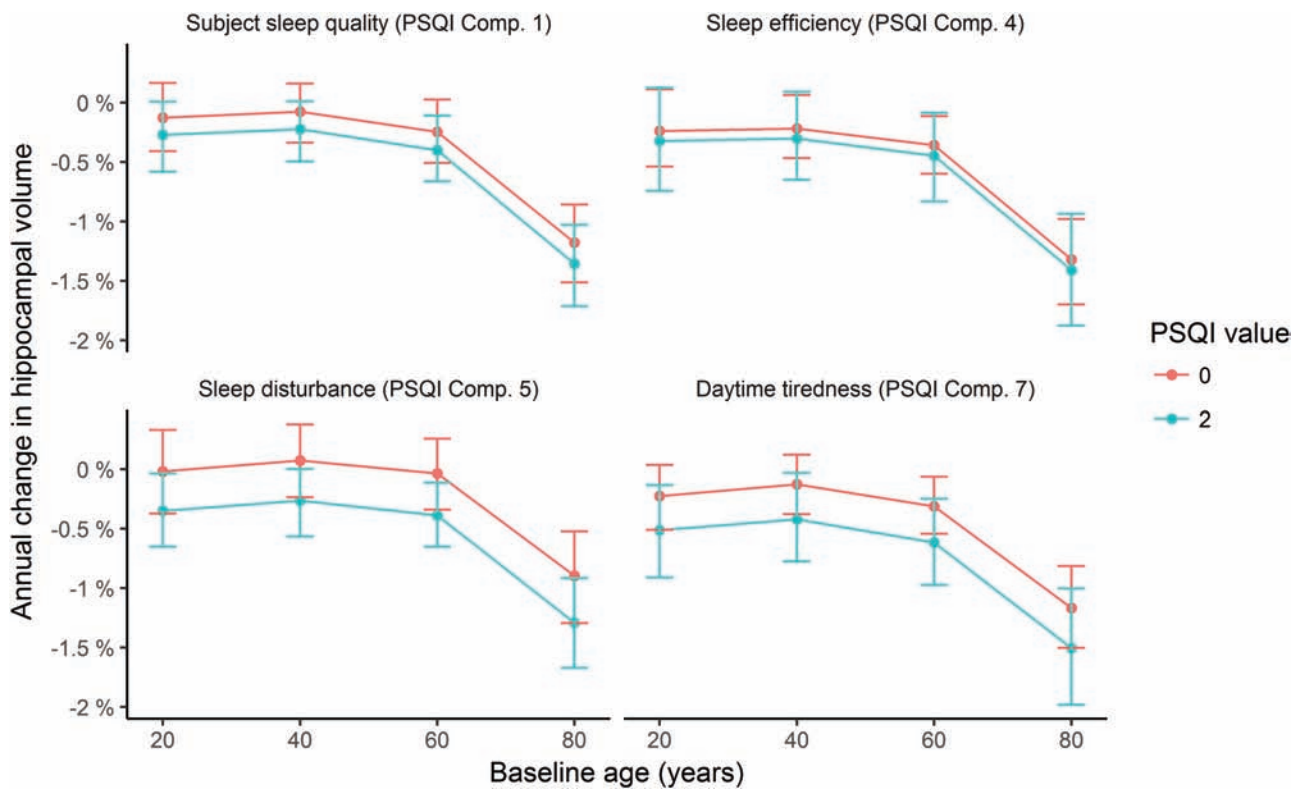 Subject sleep quality (PSQI Comp. 1)
Sleep efficiency (PSQI Comp. 4)
0 %
-0.5 %
-1 %
-1.5 %
-2 %
Sleep disturbance (PSQI Comp. 5)
Daytime tiredness (PSQI Comp. 7)
0 %
-0.5 %
-1 %
-1.5 %
-2 %
20 40 60 80
20 40 60 80
Baseline age (years)
Annual change in hippocampal volume
PSQI value
0
2